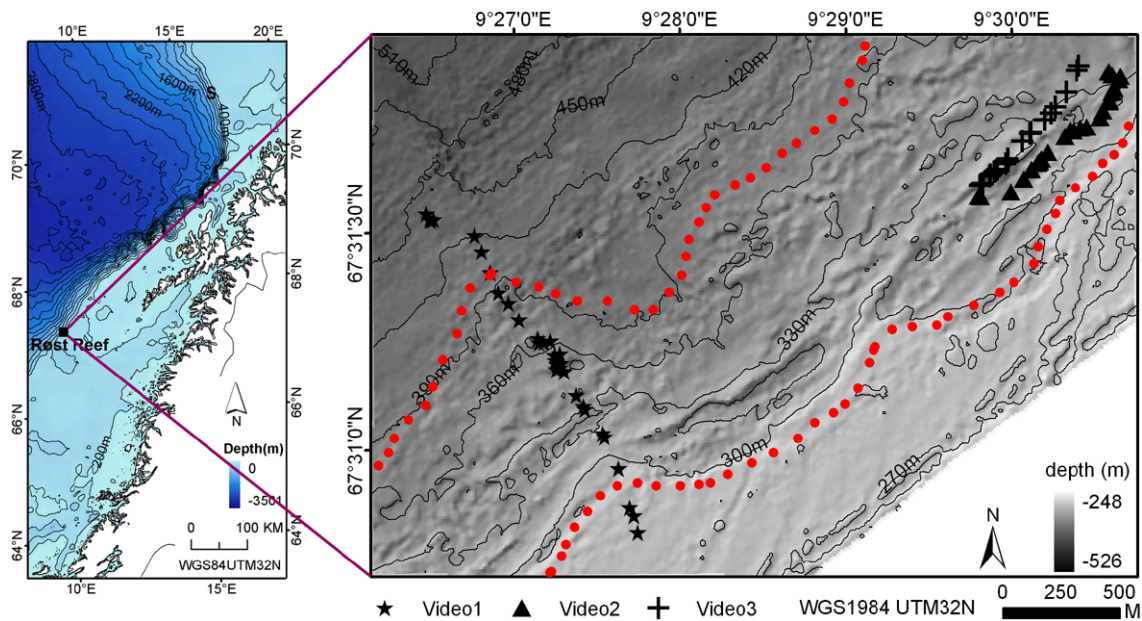 10°E 15°E 20°E
2800m
2200m
1600m
S
400m
70°N
70°N
68°N
68°N
Røst Reef
66°N
66°N
200m
64°N
64°N
N
Depth(m)
0
-3501
0 100 KM
WGS84UTM32N
10°E 15°E
9°27'0"E 9°28'0"E 9°29'0"E 9°30'0"E
510m
480m
450m
420m
67°31'30"N
390m
360m
330m
67°31'0"N
300m
270m
depth (m)
-248
-526
N
Video1 Video2 Video3 WGS1984 UTM32N
0 250 500
M